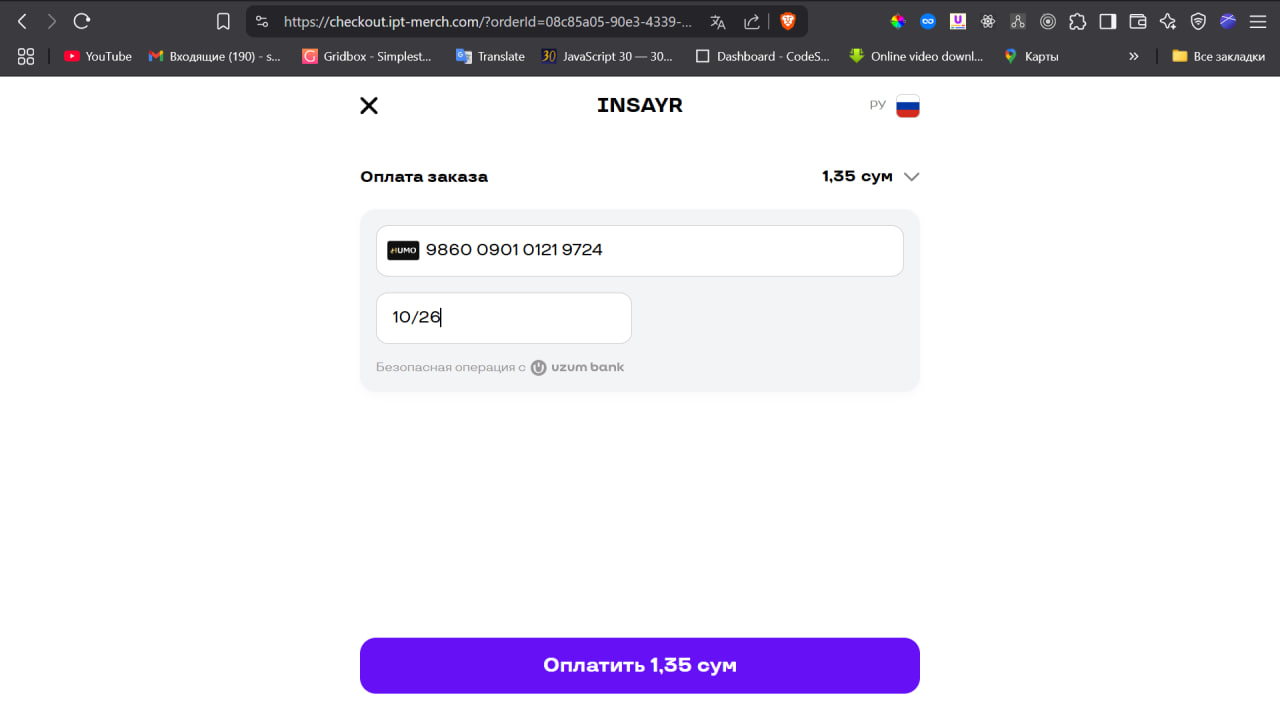 https://checkout.ipt-merch.com/?orderId=08c85a05-90e3-4339-...
YouTube
Входящие (190) - s...
Gridbox - Simplest...
Translate
30 JavaScript 30 — 30...
Dashboard - CodeS...
Online video downl...
Карты
»
Все закладки
INSAYR
РУ
Оплата заказа
1,35 сум
HUMO 9860 0901 0121 9724
10/26
Безопасная операция с uzum bank
Оплатить 1,35 сум